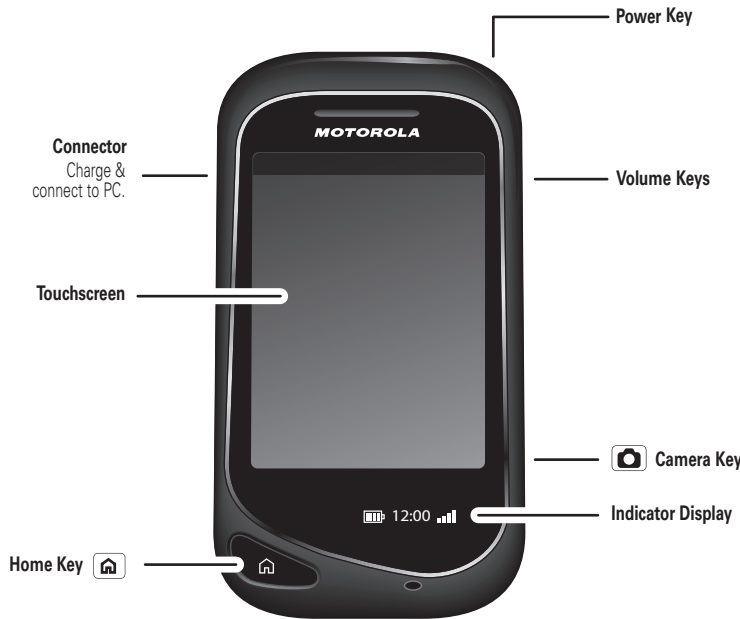 Power Key
MOTOROLA
Connector
Charge &
connect to PC.
Volume Keys
Touchscreen
Camera Key
12:00
Indicator Display
Home Key